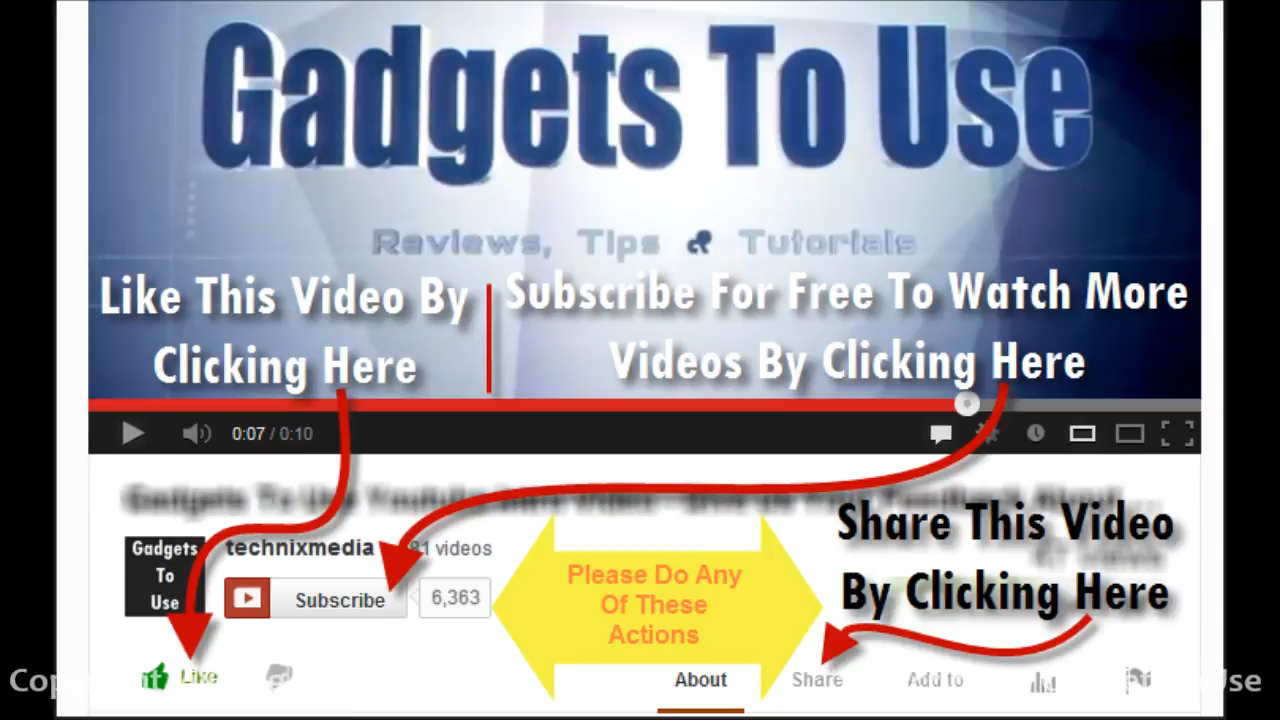 Gadgets To Use
Reviews, Tips & Tutorials
Like This Video By
Clicking Here
Subscribe For Free To Watch More
Videos By Clicking Here
0:07 / 0:10
Gadgets
To
Use
technixmedia
81 videos
Subscribe
6,363
Please Do Any
Of These
Actions
Share This Video
By Clicking Here
Like
About
Share
Add to
Use